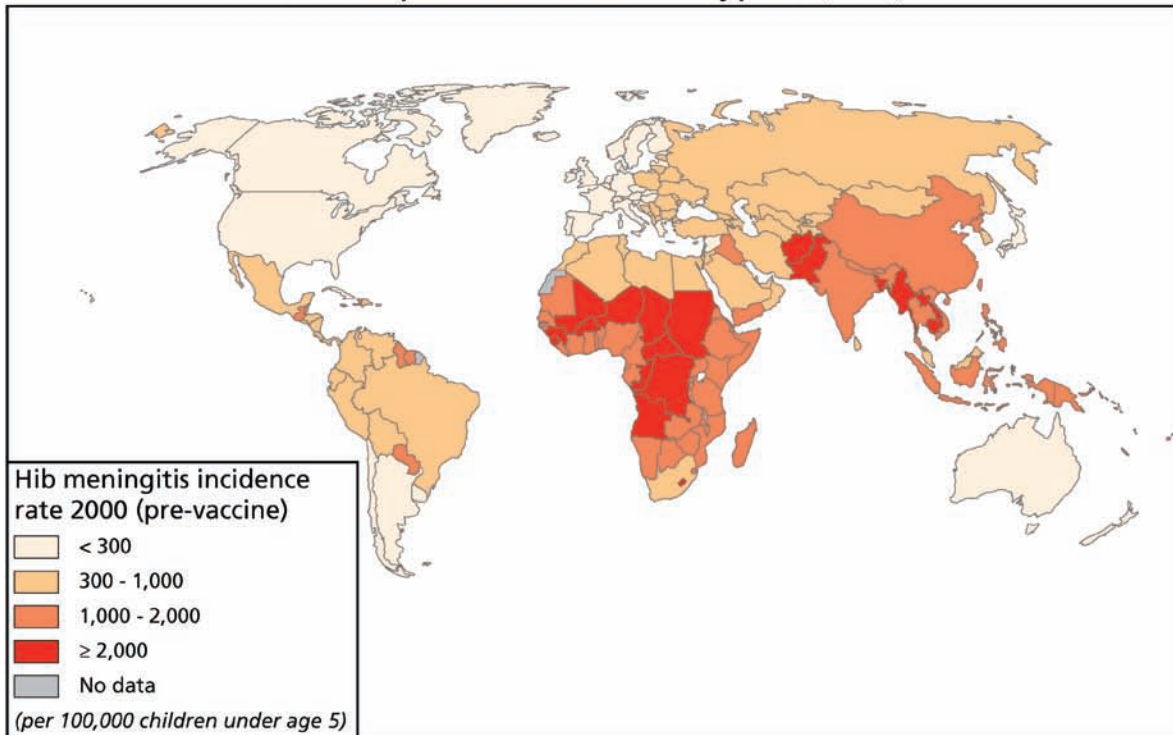 Hib meningitis incidence
rate 2000 (pre-vaccine)
< 300
300 - 1,000
1,000 - 2,000
≥ 2,000
No data
(per 100,000 children under age 5)